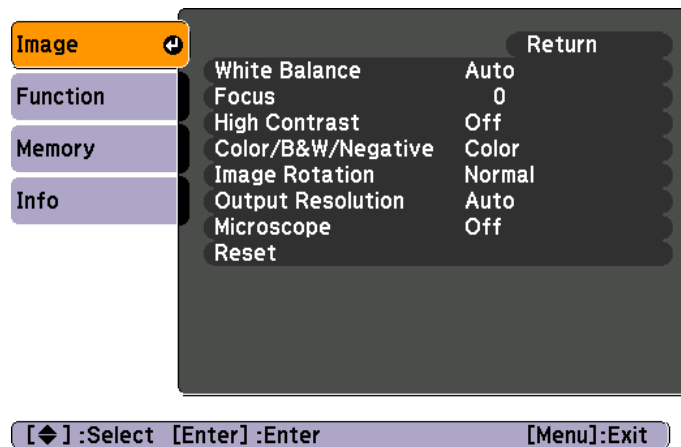 Image
Function
Memory
Info
Return
White Balance Auto
Focus 0
High Contrast Off
Color/B&W/Negative Color
Image Rotation Normal
Output Resolution Auto
Microscope Off
Reset
[◆] :Select [Enter] :Enter [Menu]:Exit